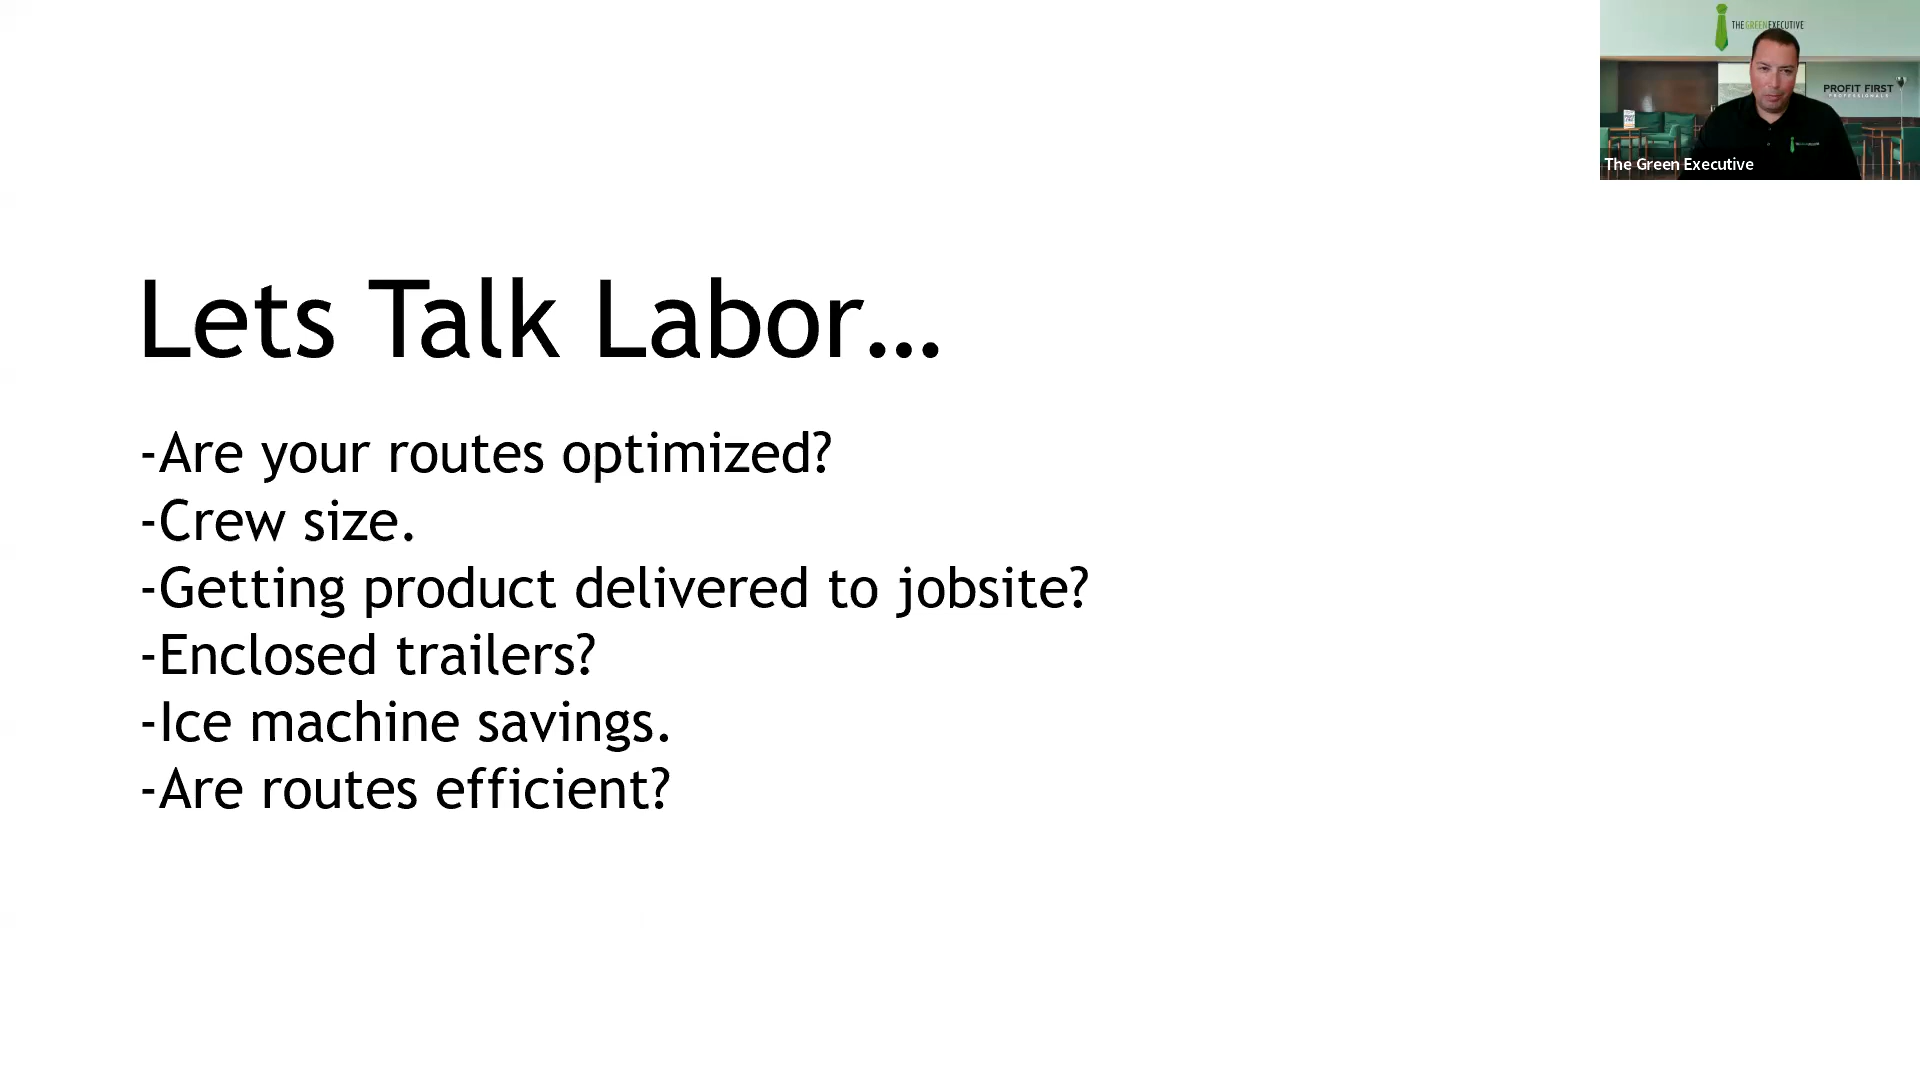 THE GREEN EXECUTIVE
PROFIT FIRST
PROFESSIONALS
The Green Executive
Lets Talk Labor...
-Are your routes optimized?
-Crew size.
-Getting product delivered to jobsite?
-Enclosed trailers?
-Ice machine savings.
-Are routes efficient?